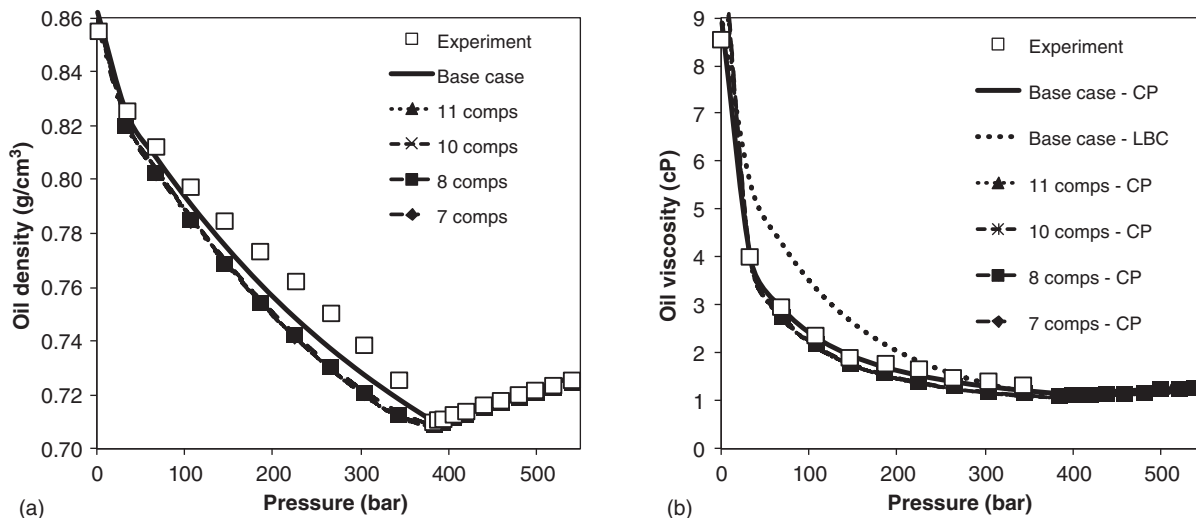 0.86
0.84
0.82
0.80
0.78
0.76
0.74
0.72
0.70
Oil density (g/cm³)
0
100
200
300
400
500
Pressure (bar)
Experiment
Base case
11 comps
10 comps
8 comps
7 comps
(a)
9
8
7
6
5
4
3
2
1
0
Oil viscosity (cP)
0
100
200
300
400
500
Pressure (bar)
Experiment
Base case - CP
Base case - LBC
11 comps - CP
10 comps - CP
8 comps - CP
7 comps - CP
(b)